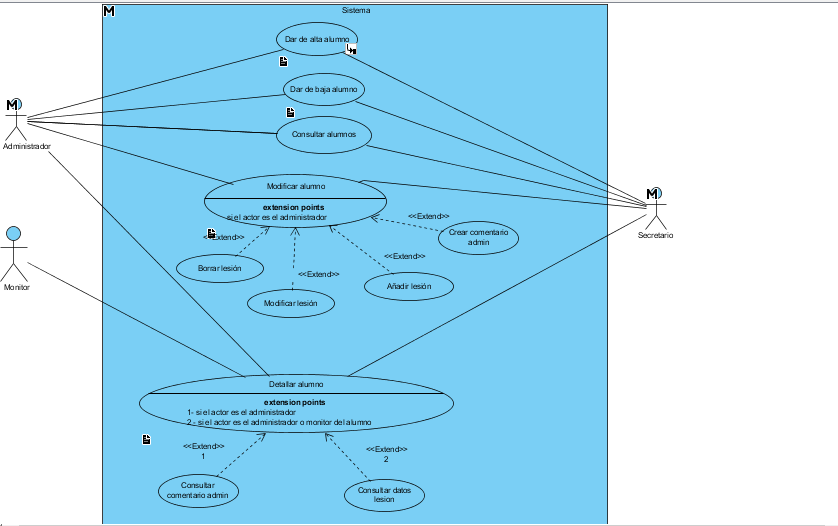 Sistema
Dar de alta alumno
Dar de baja alumno
Administrador
Consultar alumnos
Modificar alumno
extension points
si el actor es el administrador
Secretario
<<Extend>>
Crear comentario
admin
<<Extend>>
<<Extend>>
Borrar lesión
<<Extend>>
Añadir lesión
Modificar lesión
Monitor
Detallar alumno
extension points
1- si el actor es el administrador
2 - si el actor es el administrador o monitor del alumno
<<Extend>>
1
<<Extend>>
2
Consultar
comentario admin
Consultar datos
lesion